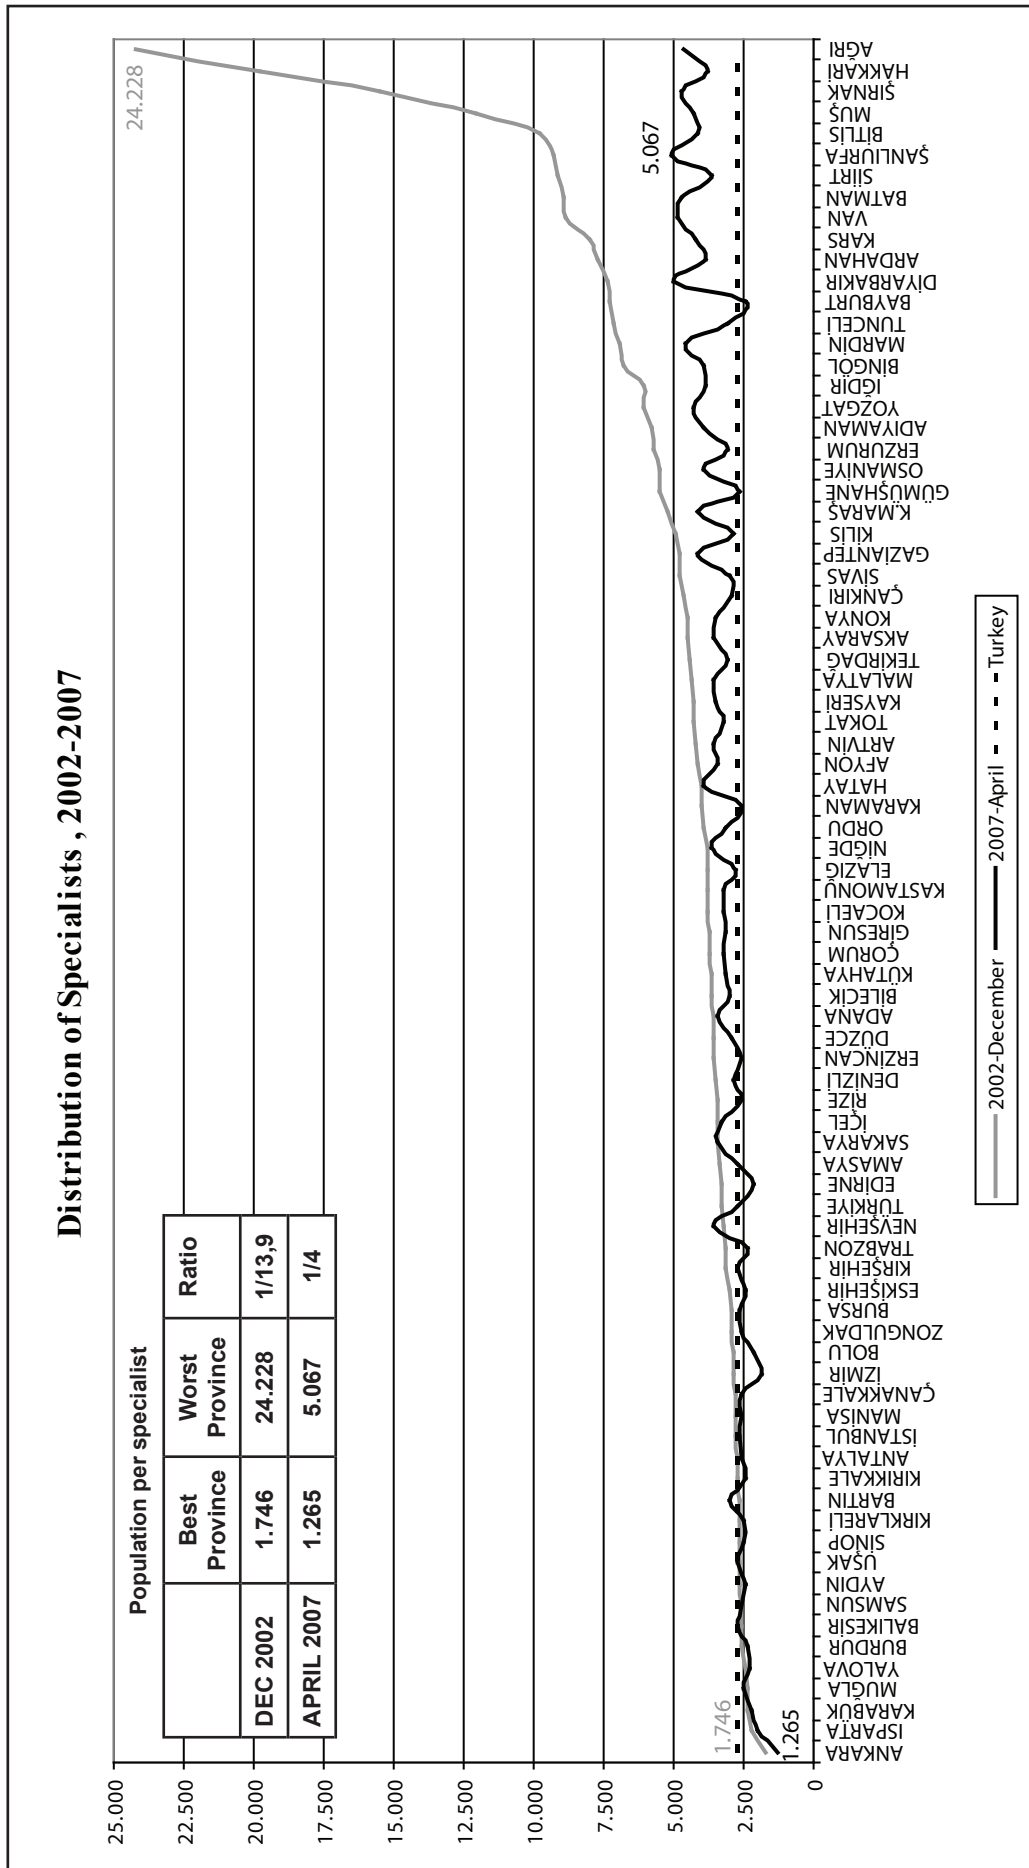 Distribution of Specialists , 2002-2007
Population per specialist
Best Province
Worst Province
Ratio
DEC 2002
1.746
24.228
1/13,9
APRIL 2007
1.265
5.067
1/4
25.000
22.500
20.000
17.500
15.000
12.500
10.000
7.500
5.000
2.500
0
24.228
5.067
1.746
1.265
ANKARA
ISPARTA
KARABÜK
MUĞLA
YALOVA
BURDUR
BALIKESİR
SAMSUN
AYDIN
UŞAK
SİNOP
KIRKLARELİ
BARTIN
KIRIKKALE
ANTALYA
İSTANBUL
MANİSA
ÇANAKKALE
İZMİR
BOLU
ZONGULDAK
BURSA
ESKİŞEHİR
KIRŞEHİR
TRABZON
NEVŞEHİR
TÜRKİYE
EDİRNE
AMASYA
SAKARYA
İÇEL
RİZE
DENİZLİ
ERZİNCAN
DÜZCE
ADANA
BİLECİK
KÜTAHYA
ÇORUM
GİRESUN
KOCAELİ
KASTAMONU
ELAZIĞ
NİĞDE
ORDU
KARAMAN
HATAY
AFYON
ARTVİN
TOKAT
KAYSERİ
MALATYA
TEKİRDAĞ
AKSARAY
KONYA
ÇANKIRI
SİVAS
GAZİANTEP
KİLİS
K.MARAŞ
GÜMÜŞHANE
OSMANİYE
ERZURUM
ADIYAMAN
YOZGAT
IĞDIR
BİNGÖL
MARDİN
TUNCELİ
BAYBURT
DİYARBAKIR
ARDAHAN
KARS
VAN
BATMAN
SİİRT
ŞANLIURFA
BİTLİS
MUŞ
ŞIRNAK
HAKKARİ
AĞRI
2002-December
2007-April
Turkey